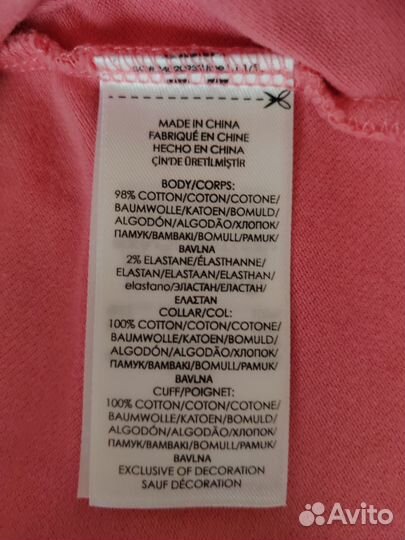 MADE IN CHINA
FABRIQUÉ EN CHINE
HECHO EN CHINA
ÇİN'DE ÜRETİLMİŞTİR
BODY/CORPS:
98% COTTON/COTON/COTONE/
BAUMWOLLE/KATOEN/BOMULD/
ALGODÓN/ALGODÃO/ХЛОПОК/
ПАМУК/ΒΑΜΒΑΚΙ/BOMULL/PAMUK/
BAVLNA
2% ELASTANE/ÉLASTHANNE/
ELASTAN/ELASTAAN/ELASTHAN/
elastano/ЭЛАСТАН/ЕЛАСТАН/
ΕΛΑΣΤΑΝ
COLLAR/COL:
100% COTTON/COTON/COTONE/
BAUMWOLLE/KATOEN/BOMULD/
ALGODÓN/ALGODÃO/ХЛОПОК/
ПАМУК/ΒΑΜΒΑΚΙ/BOMULL/PAMUK/
BAVLNA
CUFF/POIGNET:
100% COTTON/COTON/COTONE/
BAUMWOLLE/KATOEN/BOMULD/
ALGODÓN/ALGODÃO/ХЛОПОК/
ПАМУК/ΒΑΜΒΑΚΙ/BOMULL/PAMUK/
BAVLNA
EXCLUSIVE OF DECORATION
SAUF DÉCORATION
Avito